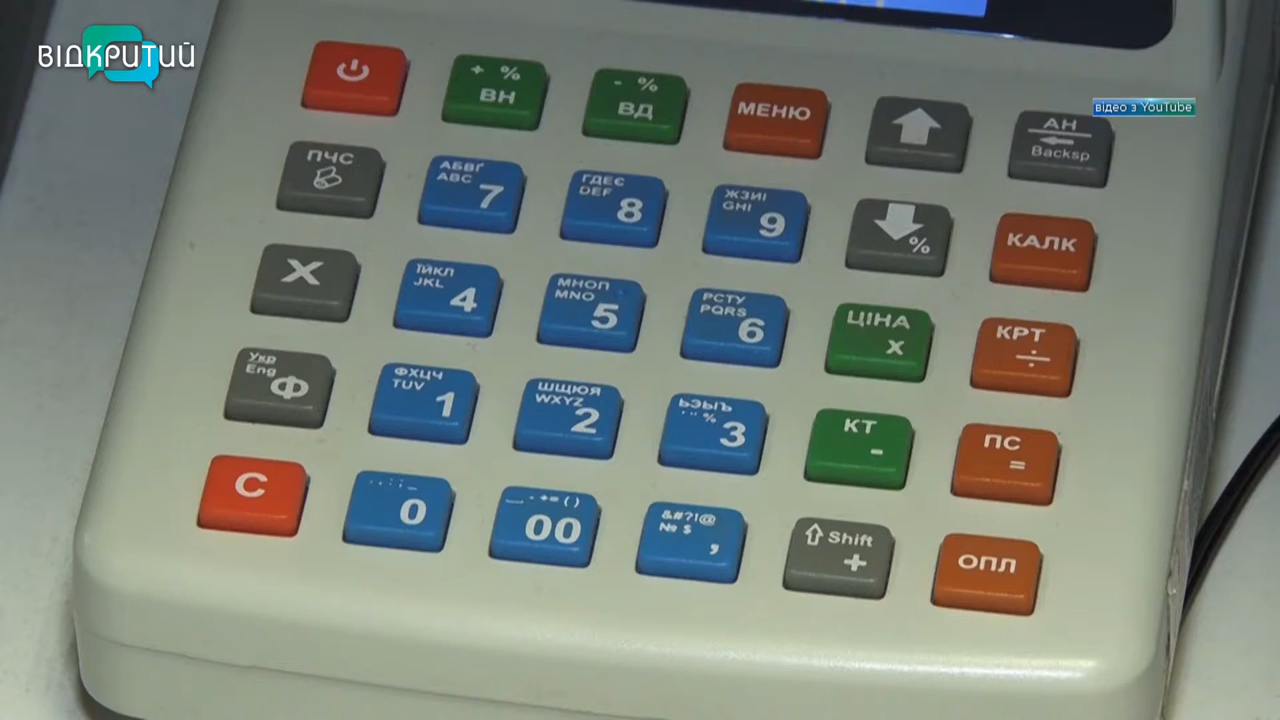 ВІДКРИТИЙ
відео з YouTube
+ %
ВН
- %
ВД
МЕНЮ
АН
Backsp
ПЧС
АБВГ
ABC 7
ГДЕЄ
DEF 8
ЖЗИІ
GHI 9
%
КАЛК
X
ЇЙКЛ
JKL 4
МНОП
MNO 5
РСТУ
PQRS 6
ЦІНА
x
КРТ
÷
Укр
Eng Ф
ФХЦЧ
TUV 1
ШЩЮЯ
WXYZ 2
ЬЭЫЪ
% 3
КТ
-
ПС
=
C
0
- += ( )
00
&#?!@
№ $
,
Shift
+
ОПЛ